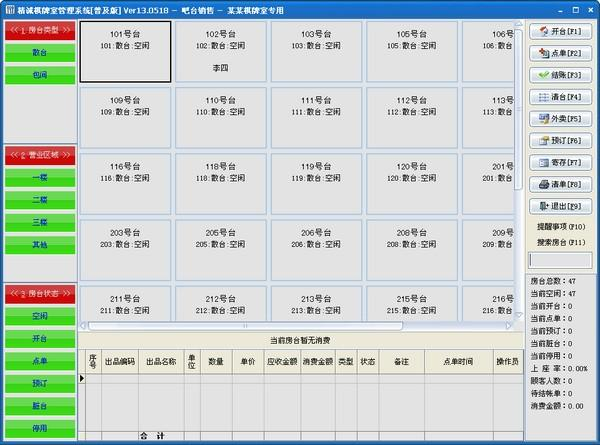 精诚棋牌室管理系统[普及版] Ver13.0518 － 吧台销售 － 某某棋牌室专用
<< 1 房台类型 >>
散台
包间
<< 2 营业区域 >>
一楼
二楼
三楼
其他
<< 3 房台状态 >>
空闲
开台
点单
预订
脏台
停用
101号台
101:散台:空闲
102号台
102:散台:空闲
李四
103号台
103:散台:空闲
105号台
105:散台:空闲
106号
106:散
109号台
109:散台:空闲
110号台
110:散台:空闲
111号台
111:散台:空闲
112号台
112:散台:空闲
113号
113:散
116号台
116:散台:空闲
118号台
118:散台:空闲
119号台
119:散台:空闲
120号台
120:散台:空闲
201号
201:散
203号台
203:散台:空闲
205号台
205:散台:空闲
206号台
206:散台:空闲
208号台
208:散台:空闲
209号
209:散
211号台
211:散台:空闲
212号台
212:散台:空闲
213号台
213:散台:空闲
215号台
215:散台:空闲
216号
216:散
当前房台暂无消费
序号 出品编码 出品名称 单位 数量 单价 应收金额 消费金额 类型 状态 备注 点单时间 操作员
合 计
开台[F1]
点单[F2]
结账[F3]
清台[F4]
外卖[F5]
预订[F6]
寄存[F7]
清单[F8]
退出[F9]
提醒事项(F10)
搜索房台(F11)
房台总数：47
当前空闲：47
当前开台：0
当前点单：0
当前预订：0
当前脏台：0
当前停用：0
上 座 率：0.00%
顾客人数：0
待结帐单：0
消费金额：0.00